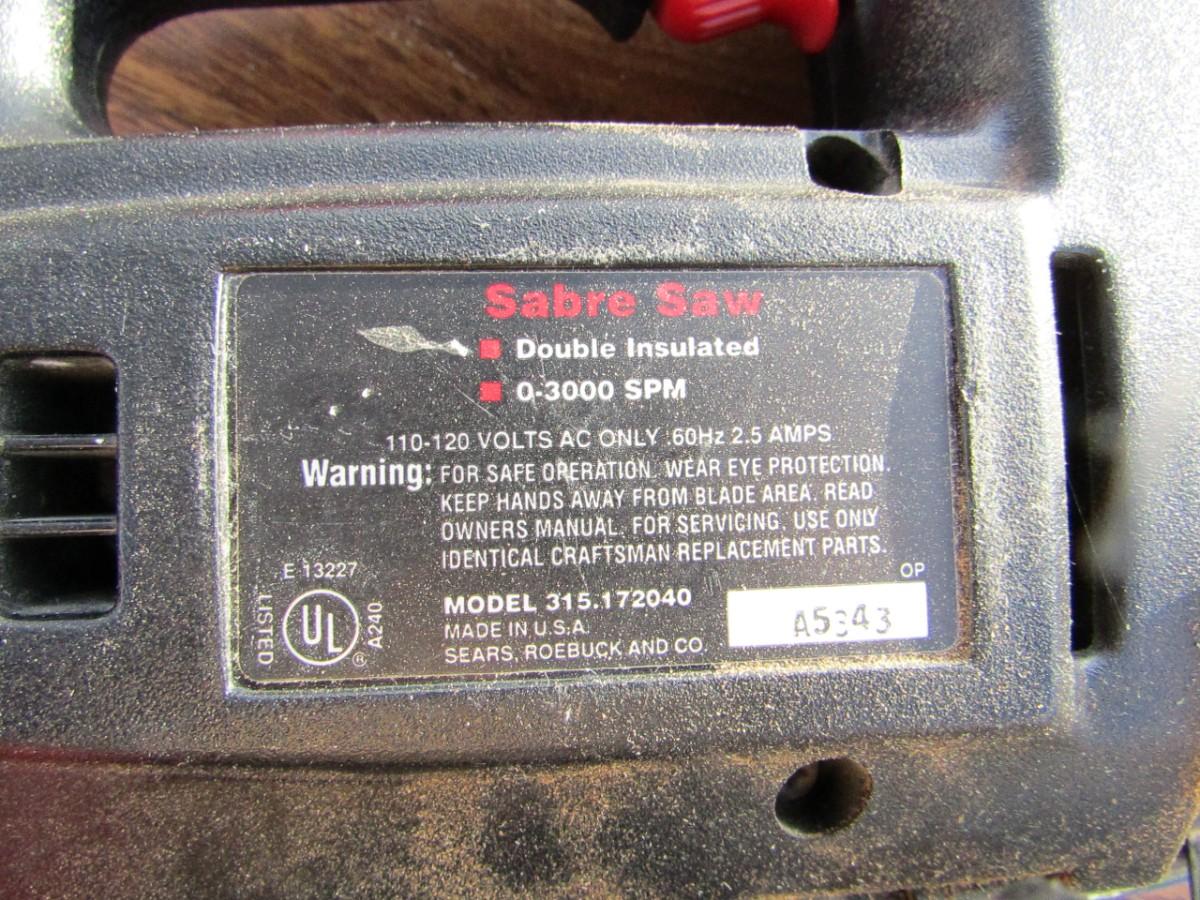 Sabre Saw
Double Insulated
0-3000 SPM
110-120 VOLTS AC ONLY 60Hz 2.5 AMPS
Warning: FOR SAFE OPERATION. WEAR EYE PROTECTION.
KEEP HANDS AWAY FROM BLADE AREA. READ
OWNERS MANUAL. FOR SERVICING, USE ONLY
IDENTICAL CRAFTSMAN REPLACEMENT PARTS.
E 13227
LISTED
UL ®
A240
MODEL 315.172040
MADE IN U.S.A.
SEARS, ROEBUCK AND CO.
OP
A5343